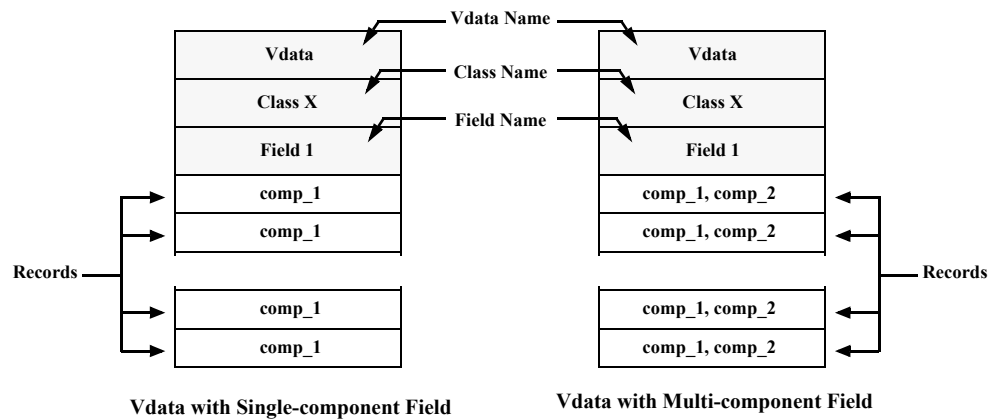 Vdata Name
Vdata
Vdata
Class Name
Class X
Class X
Field Name
Field 1
Field 1
comp_1
comp_1, comp_2
comp_1
comp_1, comp_2
Records
Records
comp_1
comp_1, comp_2
comp_1
comp_1, comp_2
Vdata with Single-component Field
Vdata with Multi-component Field